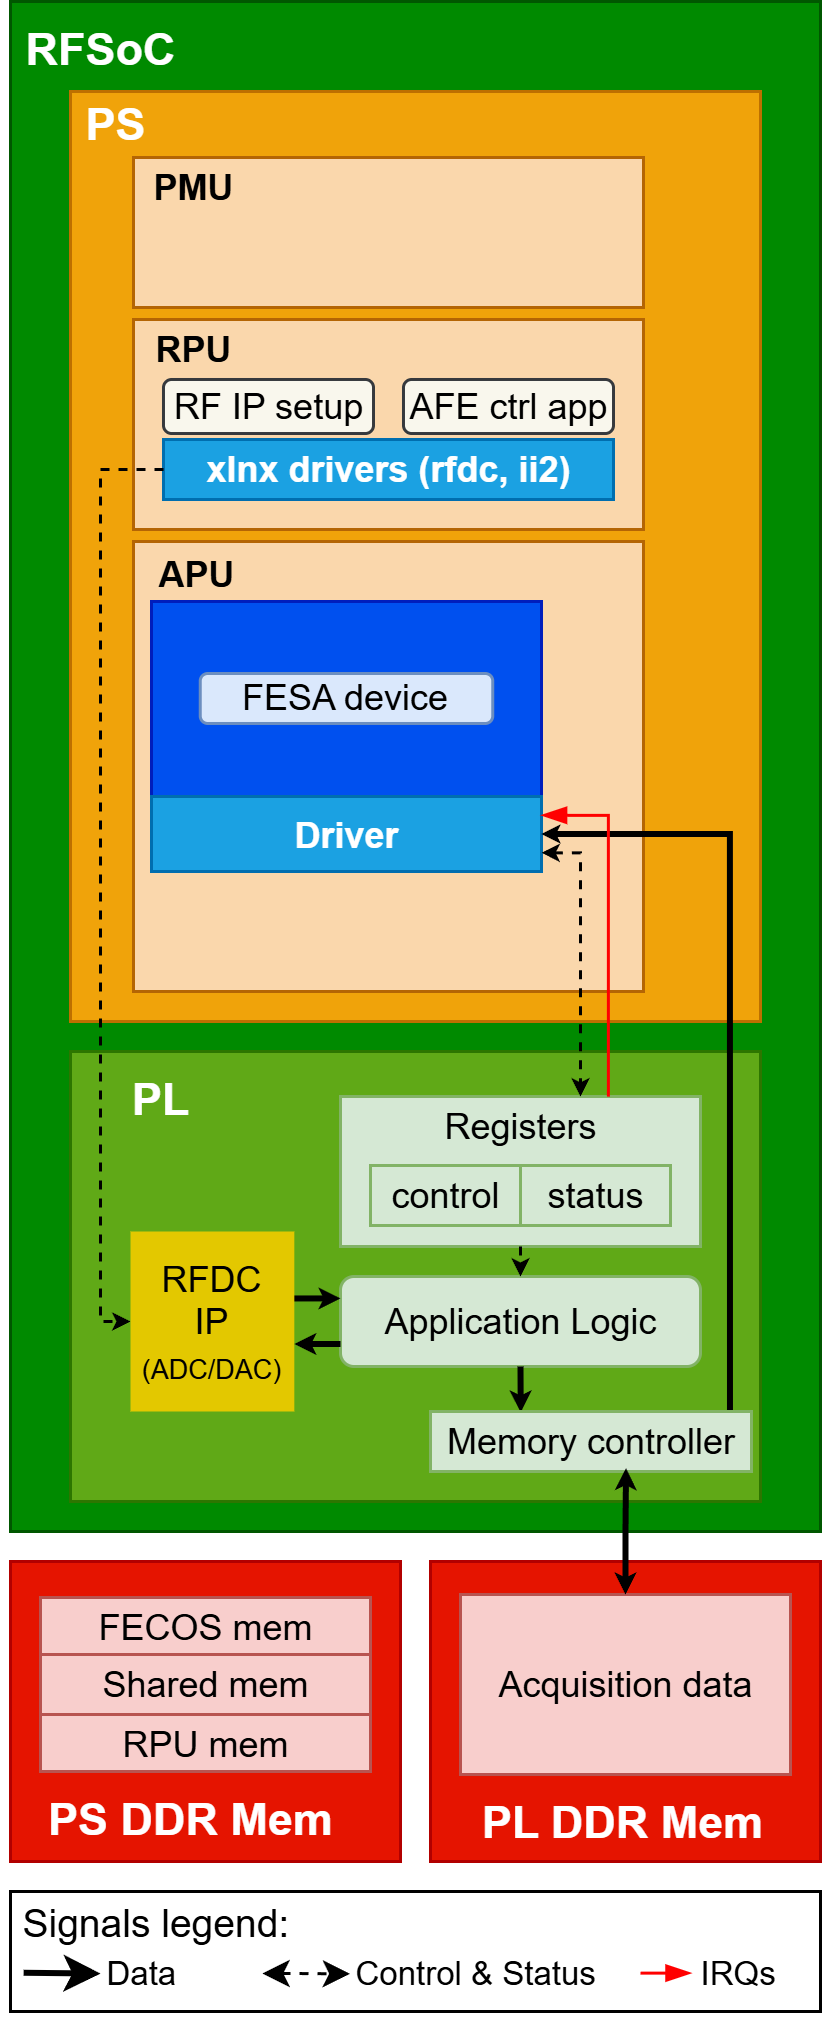 RFSoC
PS
PMU
RPU
RF IP setup
AFE ctrl app
xlnx drivers (rfdc, ii2)
APU
FESA device
Driver
PL
Registers
control
status
RFDC
IP
(ADC/DAC)
Application Logic
Memory controller
FECOS mem
Shared mem
RPU mem
PS DDR Mem
Acquisition data
PL DDR Mem
Signals legend:
Data
Control & Status
IRQs